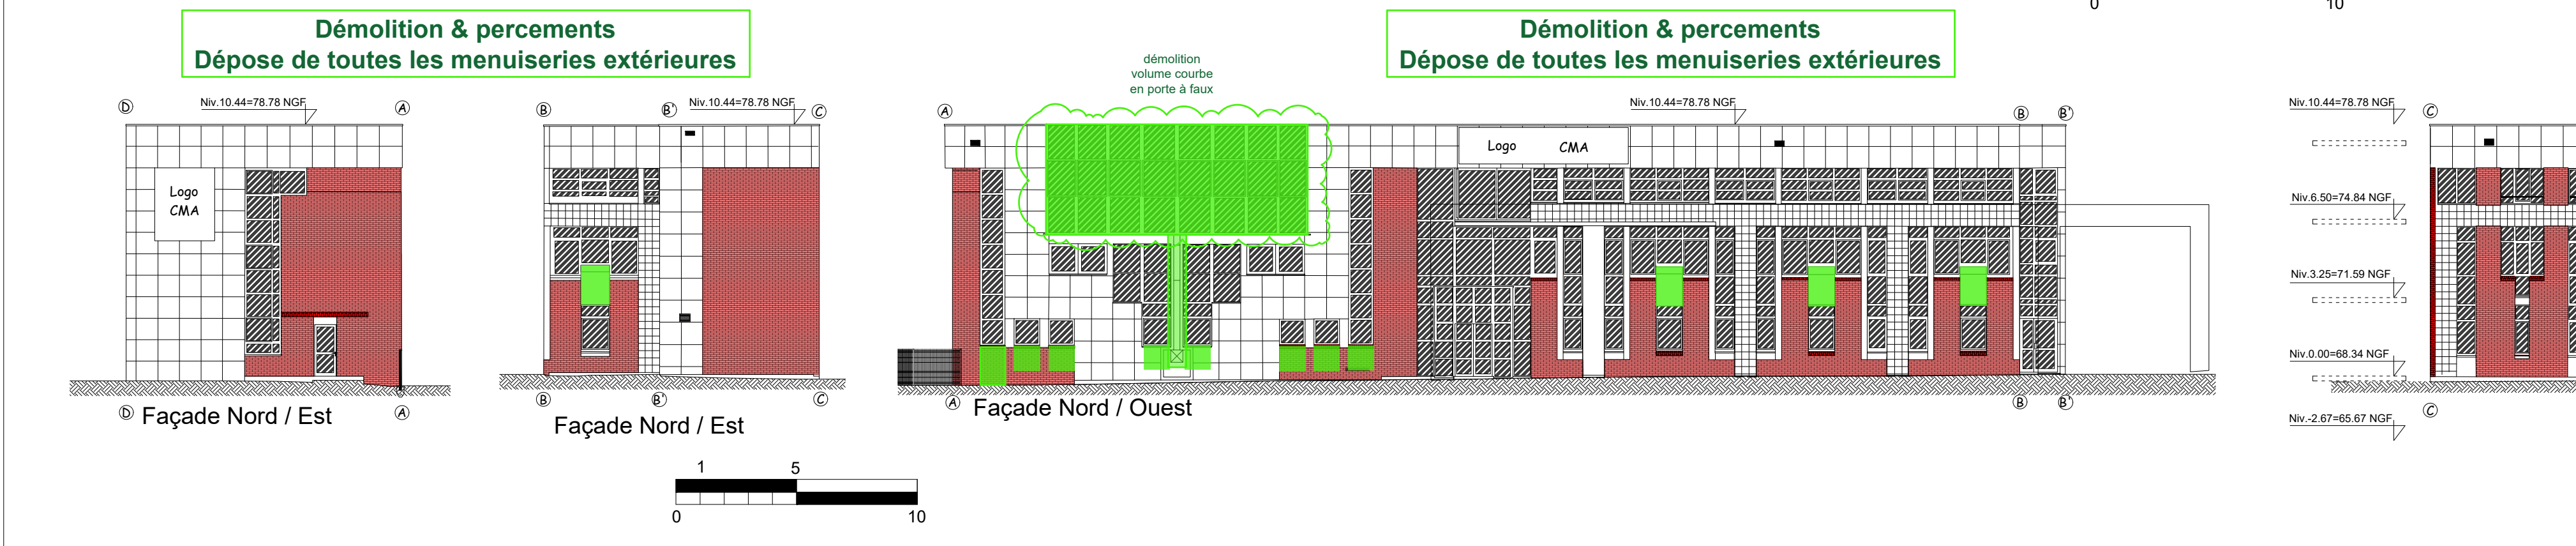 0
10
Démolition & percements
Dépose de toutes les menuiseries extérieures
démolition
volume courbe
en porte à faux
Démolition & percements
Dépose de toutes les menuiseries extérieures
D
Niv.10.44=78.78 NGF
A
Logo
CMA
D
Façade Nord / Est
A
B
B'
Niv.10.44=78.78 NGF
C
B
B'
C
Façade Nord / Est
A
Niv.10.44=78.78 NGF
B
B'
Logo
CMA
A
Façade Nord / Ouest
B
B'
Niv.10.44=78.78 NGF
Niv.6.50=74.84 NGF
Niv.3.25=71.59 NGF
Niv.0.00=68.34 NGF
Niv.-2.67=65.67 NGF
C
C
1
5
0
10